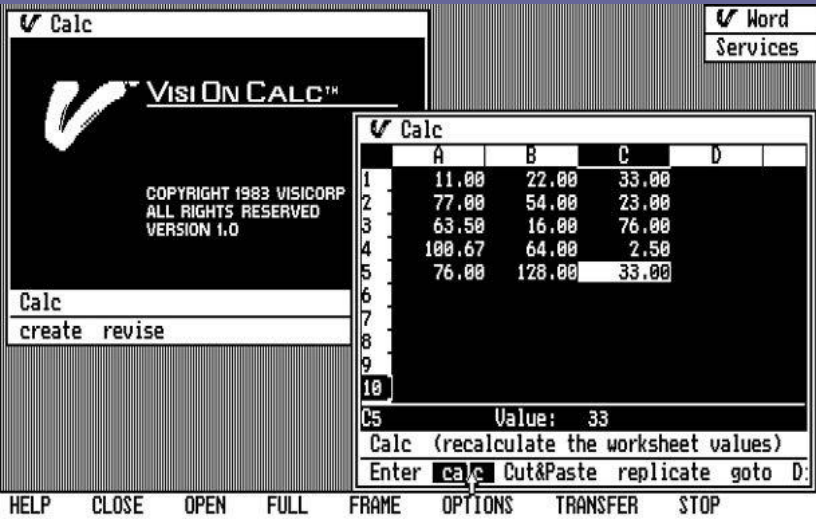 Calc
VISI ON CALC™
COPYRIGHT 1983 VISICORP
ALL RIGHTS RESERVED
VERSION 1.0
Calc
create revise
Word
Services
Calc
A B C D
1 11.00 22.00 33.00
2 77.00 54.00 23.00
3 63.50 16.00 76.00
4 100.67 64.00 2.50
5 76.00 128.00 33.00
6
7
8
9
10
C5 Value: 33
Calc (recalculate the worksheet values)
Enter calc Cut&Paste replicate goto D:
HELP CLOSE OPEN FULL FRAME OPTIONS TRANSFER STOP